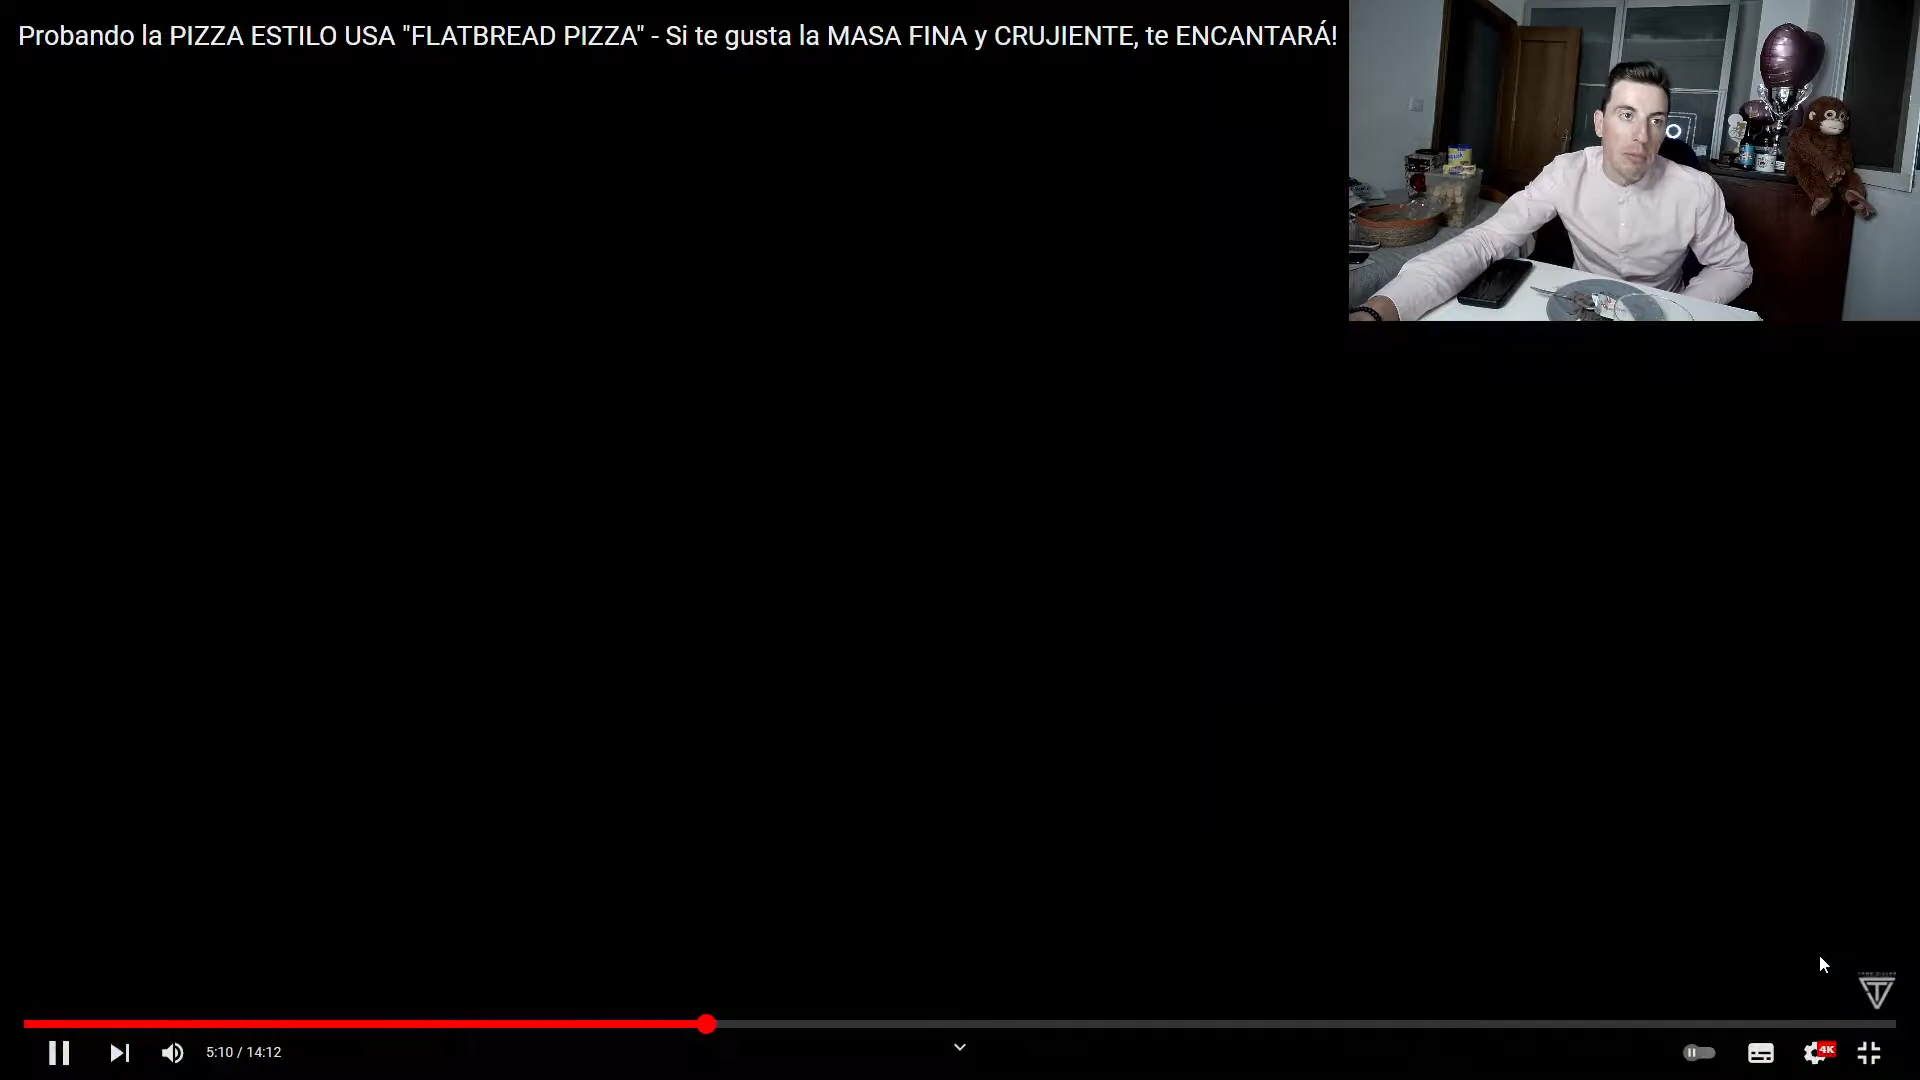 Probando la PIZZA ESTILO USA "FLATBREAD PIZZA" - Si te gusta la MASA FINA y CRUJIENTE, te ENCANTARÁ!
5:10 / 14:12
4K